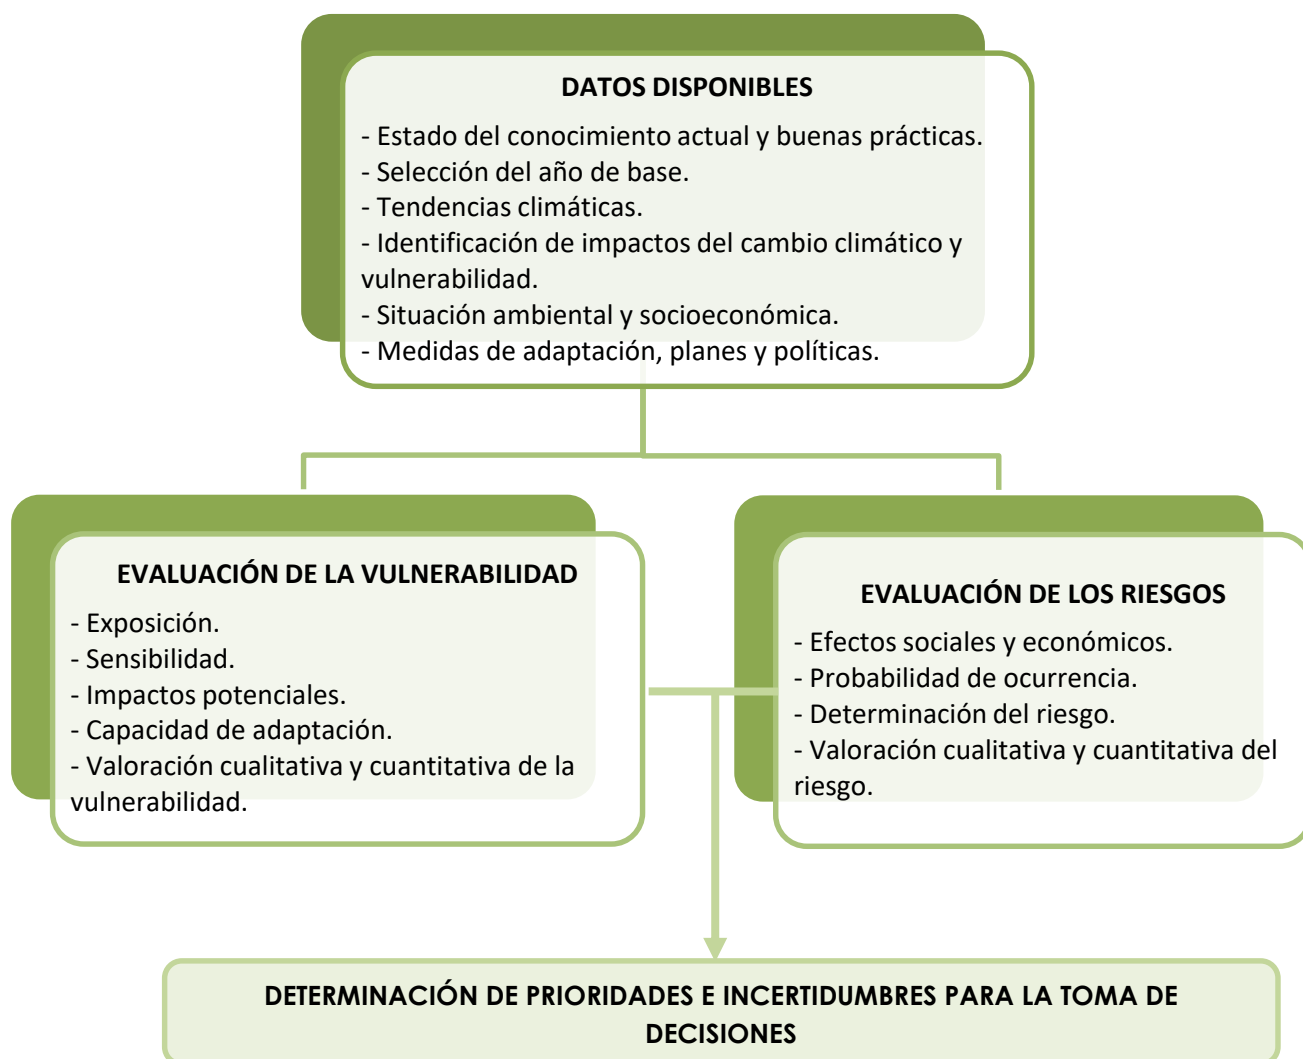 DATOS DISPONIBLES
- Estado del conocimiento actual y buenas prácticas.
- Selección del año de base.
- Tendencias climáticas.
- Identificación de impactos del cambio climático y
vulnerabilidad.
- Situación ambiental y socioeconómica.
- Medidas de adaptación, planes y políticas.
EVALUACIÓN DE LA VULNERABILIDAD
- Exposición.
- Sensibilidad.
- Impactos potenciales.
- Capacidad de adaptación.
- Valoración cualitativa y cuantitativa de la
vulnerabilidad.
EVALUACIÓN DE LOS RIESGOS
- Efectos sociales y económicos.
- Probabilidad de ocurrencia.
- Determinación del riesgo.
- Valoración cualitativa y cuantitativa del
riesgo.
DETERMINACIÓN DE PRIORIDADES E INCERTIDUMBRES PARA LA TOMA DE
DECISIONES